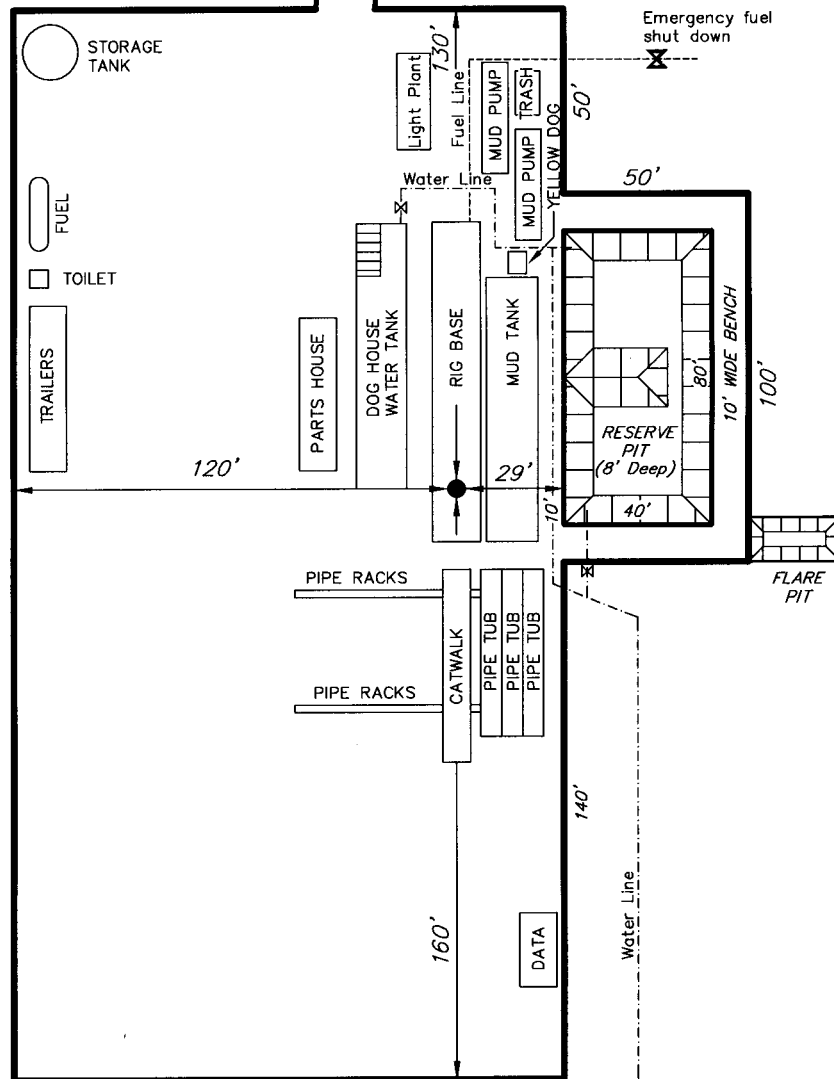 Emergency fuel
shut down
STORAGE
TANK
130'
Light Plant
Fuel Line
MUD PUMP
TRASH
50'
MUD PUMP
YELLOW DOG
Water Line
50'
FUEL
TOILET
TRAILERS
PARTS HOUSE
DOG HOUSE
WATER TANK
RIG BASE
MUD TANK
80'
10' WIDE BENCH
100'
RESERVE
PIT
(8' Deep)
120'
29'
10'
40'
FLARE
PIT
PIPE RACKS
CATWALK
PIPE TUB
PIPE TUB
PIPE TUB
PIPE RACKS
140'
160'
DATA
Water Line